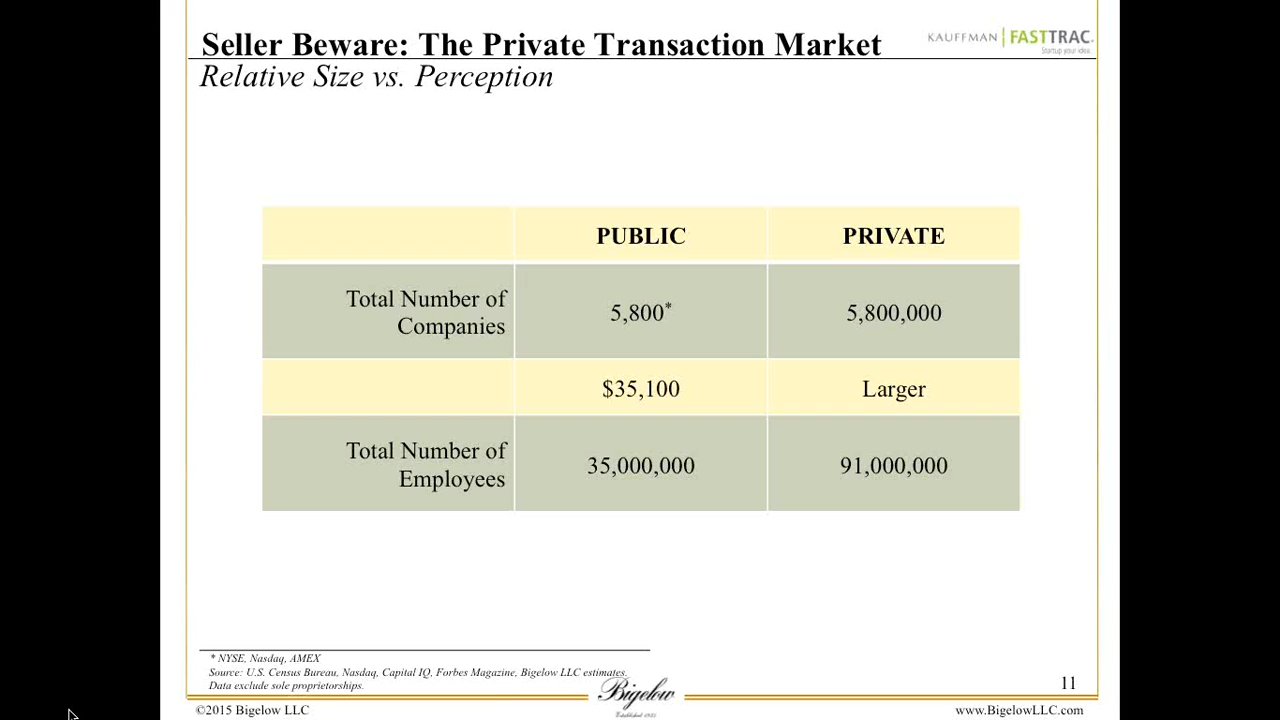 Seller Beware: The Private Transaction Market
KAUFFMAN | FASTTRAC.
Startup your idea...
Relative Size vs. Perception
PUBLIC PRIVATE
Total Number of
Companies
5,800* 5,800,000
$35,100 Larger
Total Number of
Employees
35,000,000 91,000,000
* NYSE, Nasdaq, AMEX
Source: U.S. Census Bureau, Nasdaq, Capital IQ, Forbes Magazine, Bigelow LLC estimates.
Data exclude sole proprietorships.
Bigelow
11
©2015 Bigelow LLC
www.BigelowLLC.com